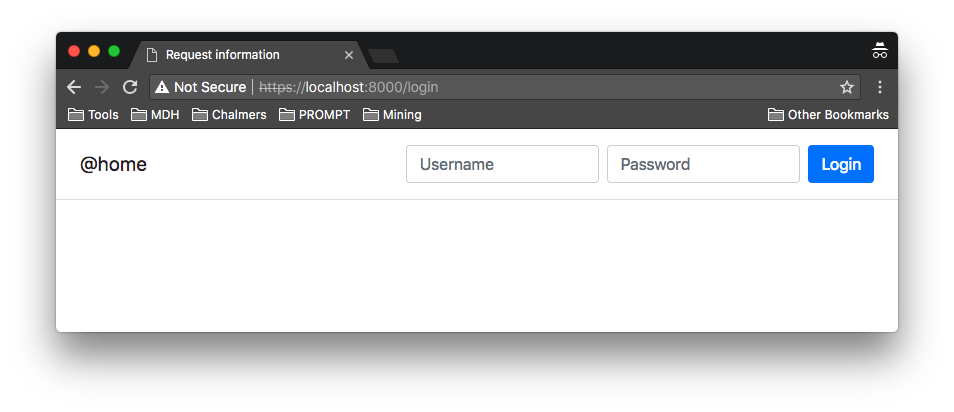 Request information
Not Secure https://localhost:8000/login
Tools MDH Chalmers PROMPT Mining Other Bookmarks
@home Username Password Login